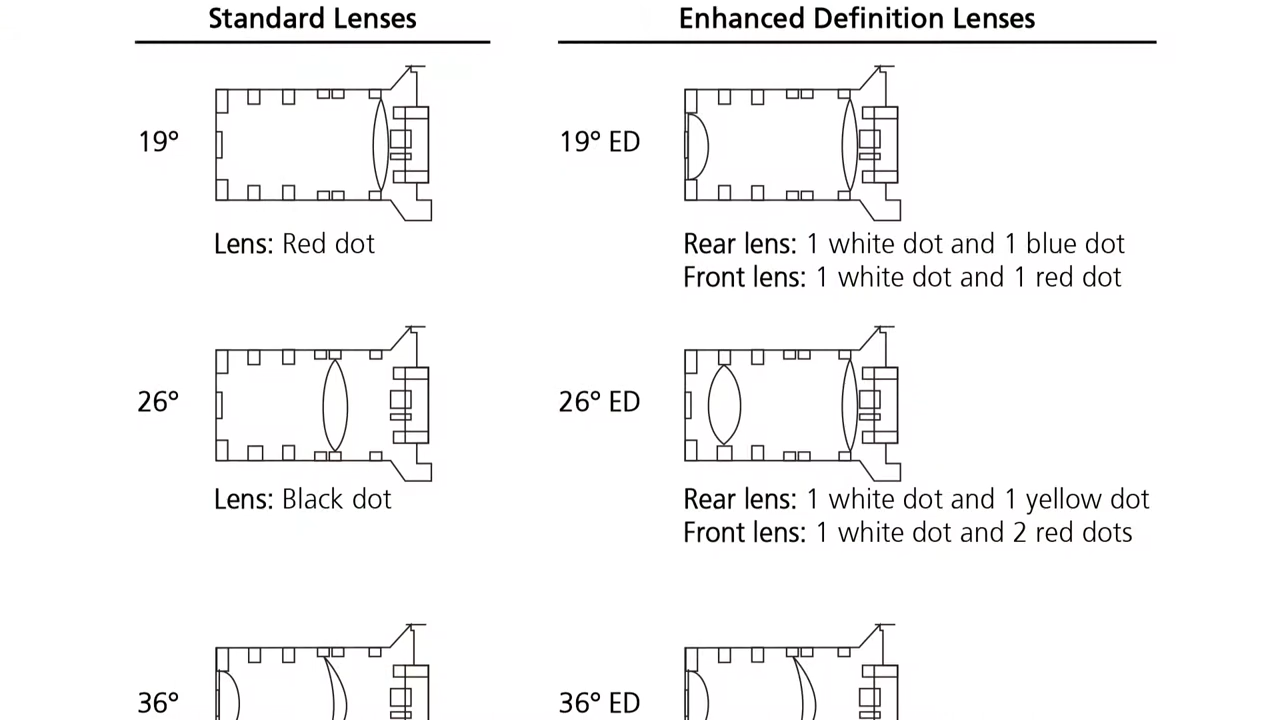 Standard Lenses
Enhanced Definition Lenses
19°
19° ED
Lens: Red dot
Rear lens: 1 white dot and 1 blue dot
Front lens: 1 white dot and 1 red dot
26°
26° ED
Lens: Black dot
Rear lens: 1 white dot and 1 yellow dot
Front lens: 1 white dot and 2 red dots
36°
36° ED